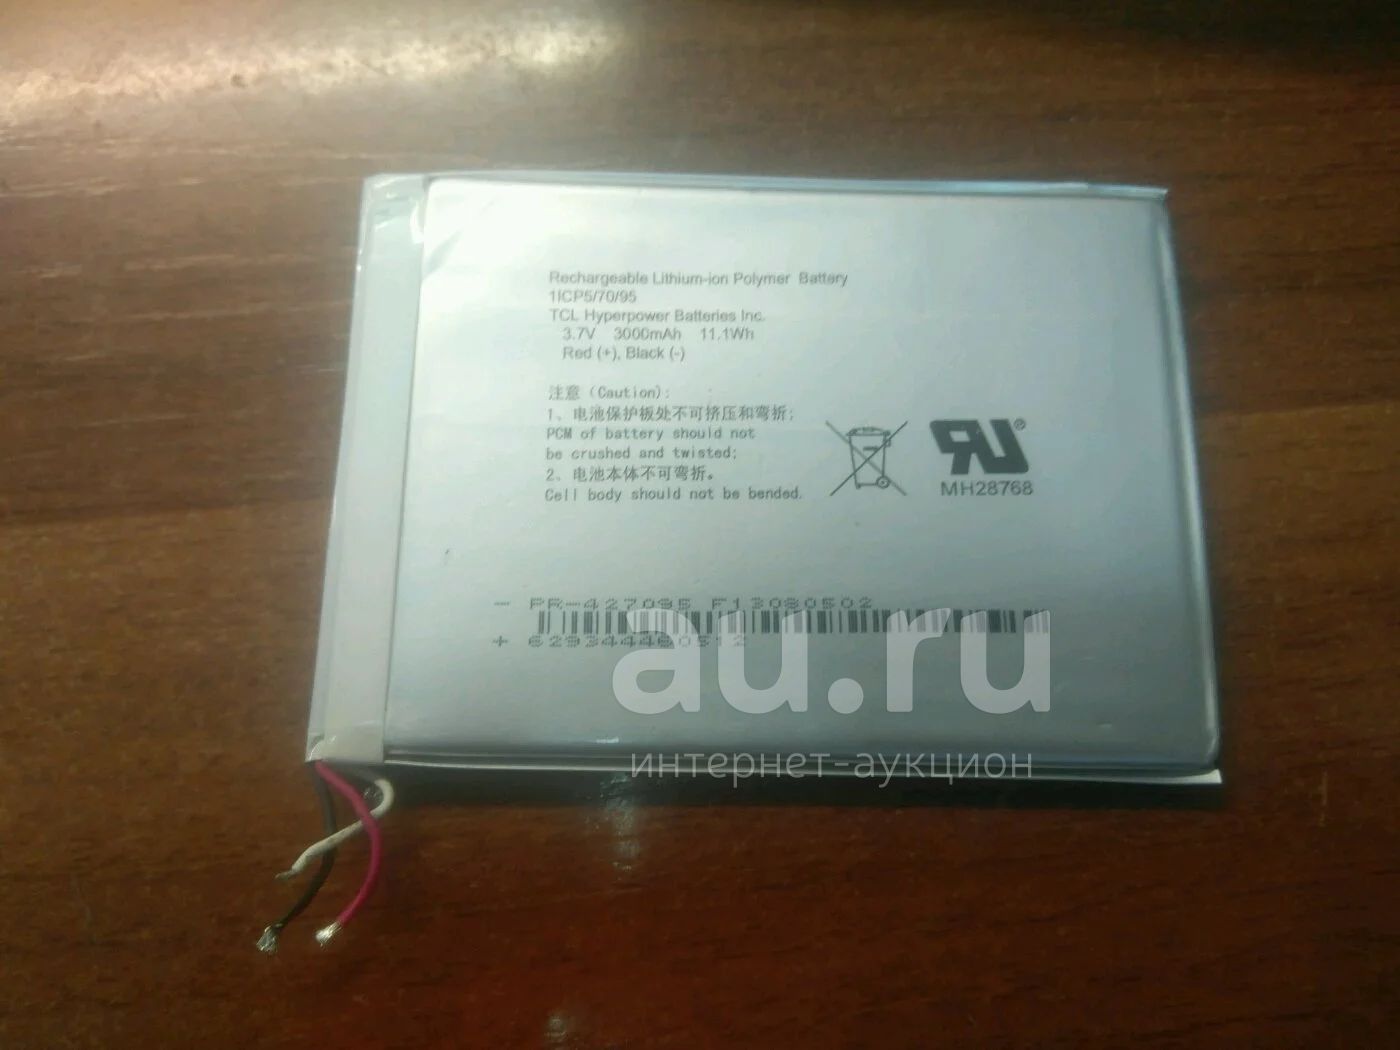 Rechargeable Lithium-ion Polymer Battery
1ICP5/70/95
TCL Hyperpower Batteries Inc.
3.7V 3000mAh 11.1Wh
Red (+), Black (-)
注意（Caution）:
1、电池保护板处不可挤压和弯折;
PCM of battery should not
be crushed and twisted;
2、电池本体不可弯折。
Cell body should not be bended.
RU®
MH28768
- PR-427095 F13080502
+ 629344460512
au.ru
интернет-аукцион